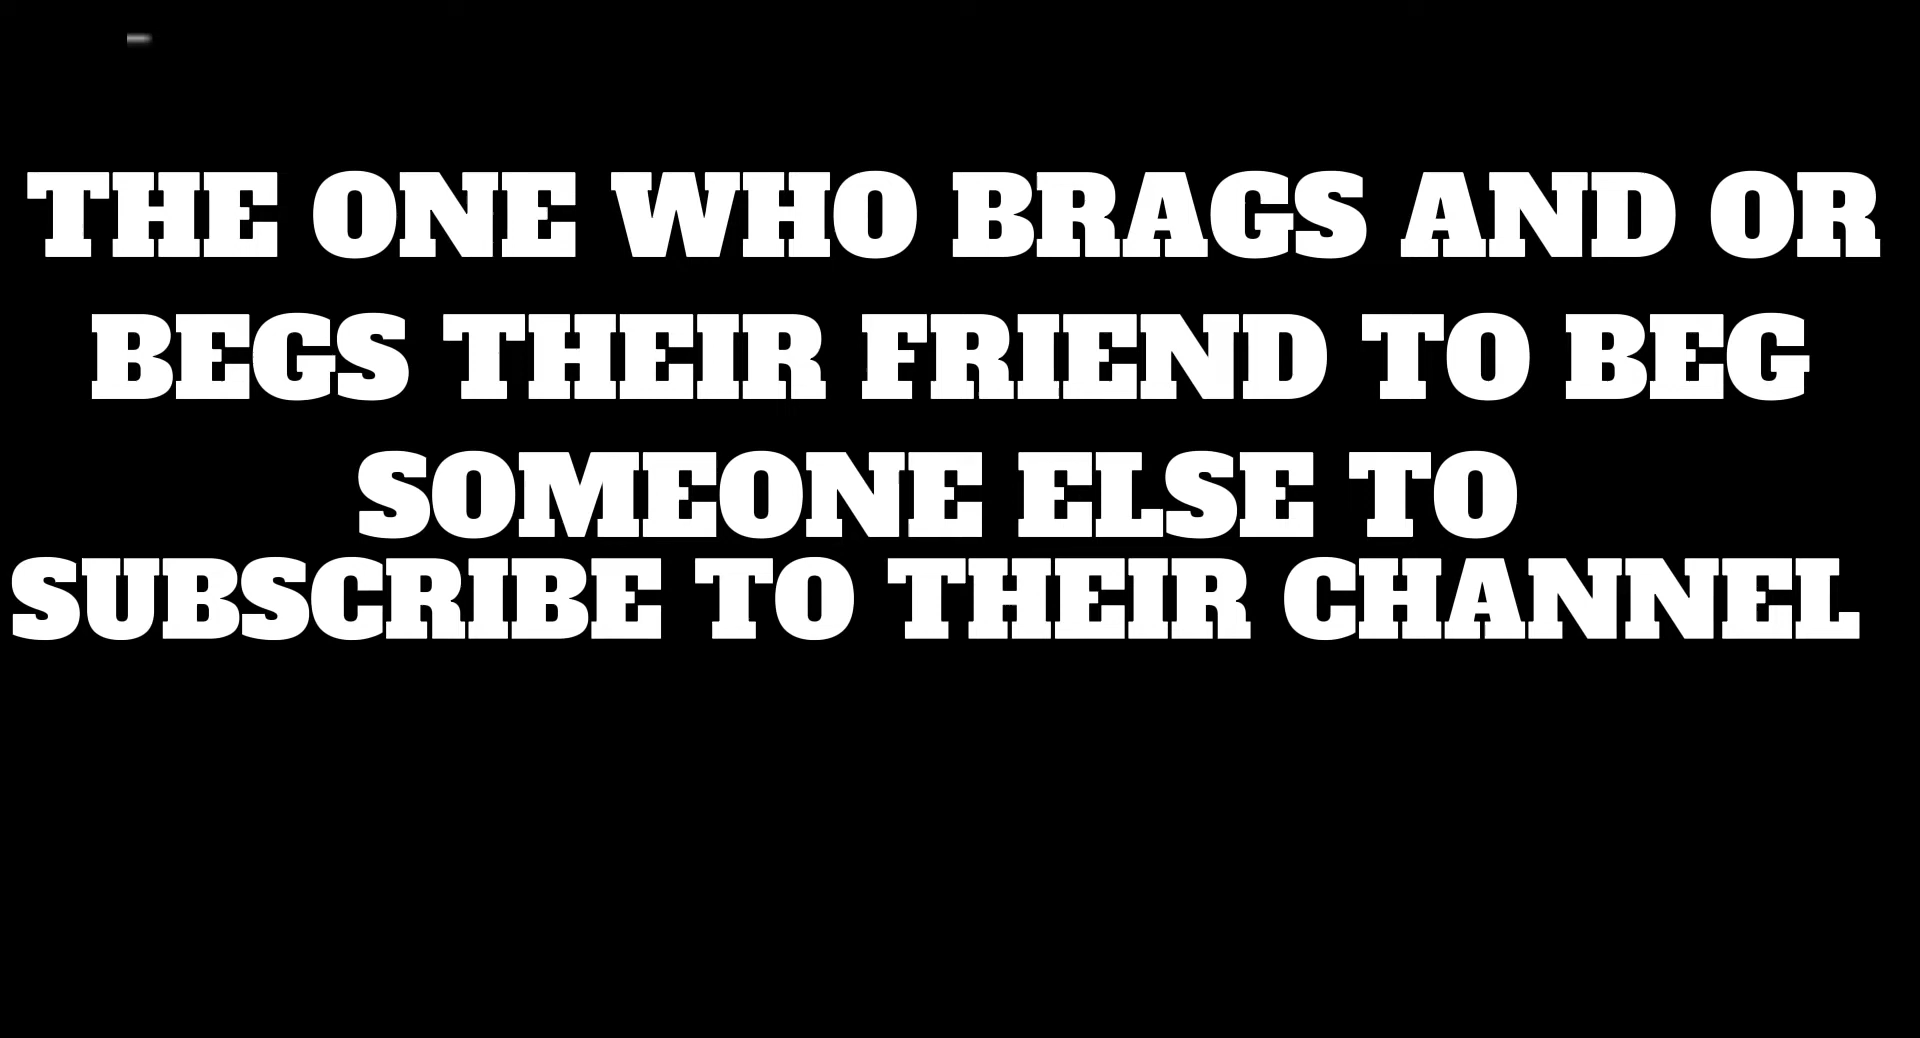 THE ONE WHO BRAGS AND OR
BEGS THEIR FRIEND TO BEG
SOMEONE ELSE TO
SUBSCRIBE TO THEIR CHANNEL